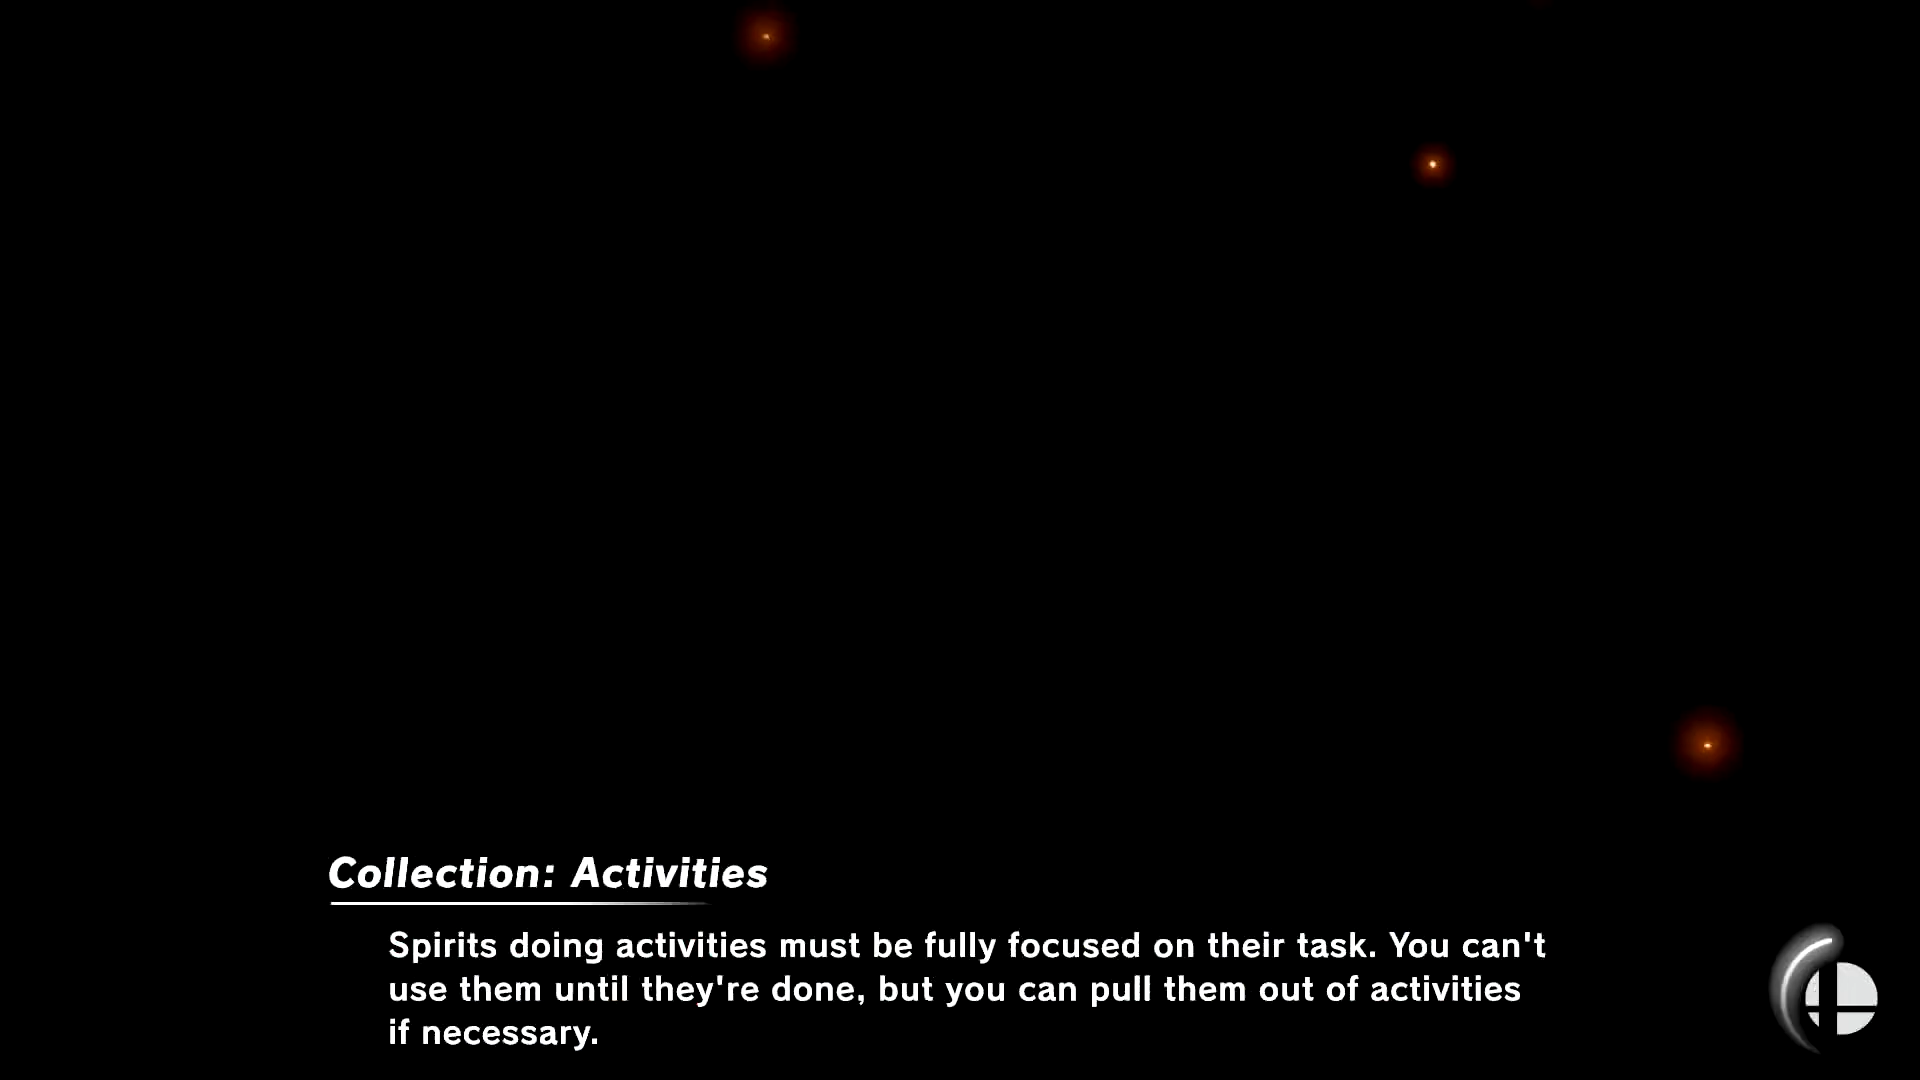 Collection: Activities
Spirits doing activities must be fully focused on their task. You can't
use them until they're done, but you can pull them out of activities
if necessary.